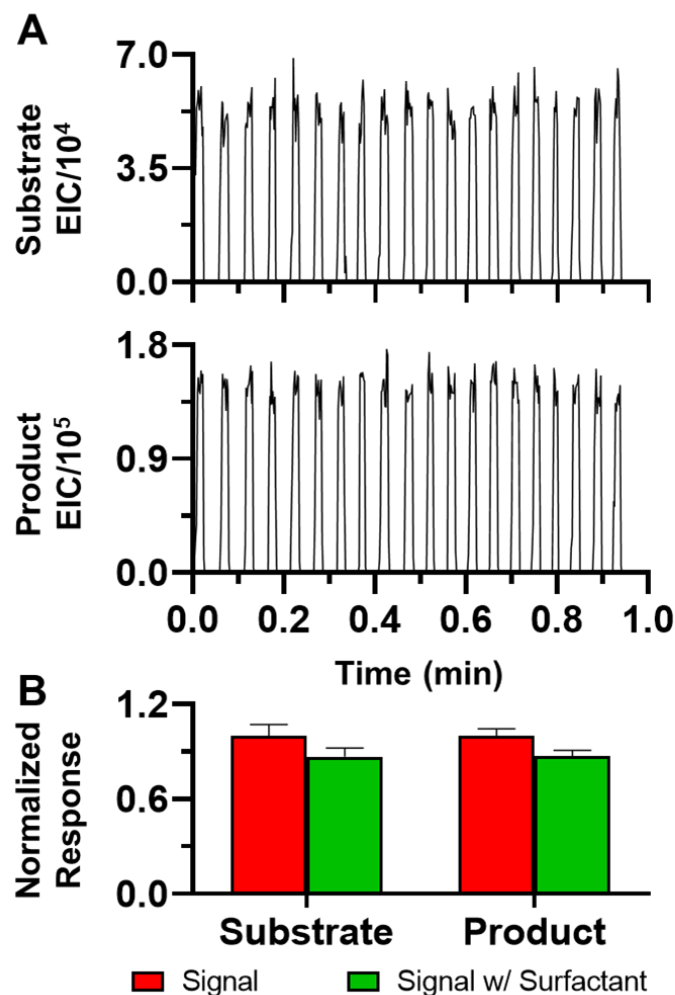 A
Substrate
EIC/10⁴
7.0
3.5
0.0
Product
EIC/10⁵
1.8
0.9
0.0
0.0 0.2 0.4 0.6 0.8 1.0
Time (min)
B
Normalized
Response
1.2
0.6
0.0
Substrate Product
Signal Signal w/ Surfactant